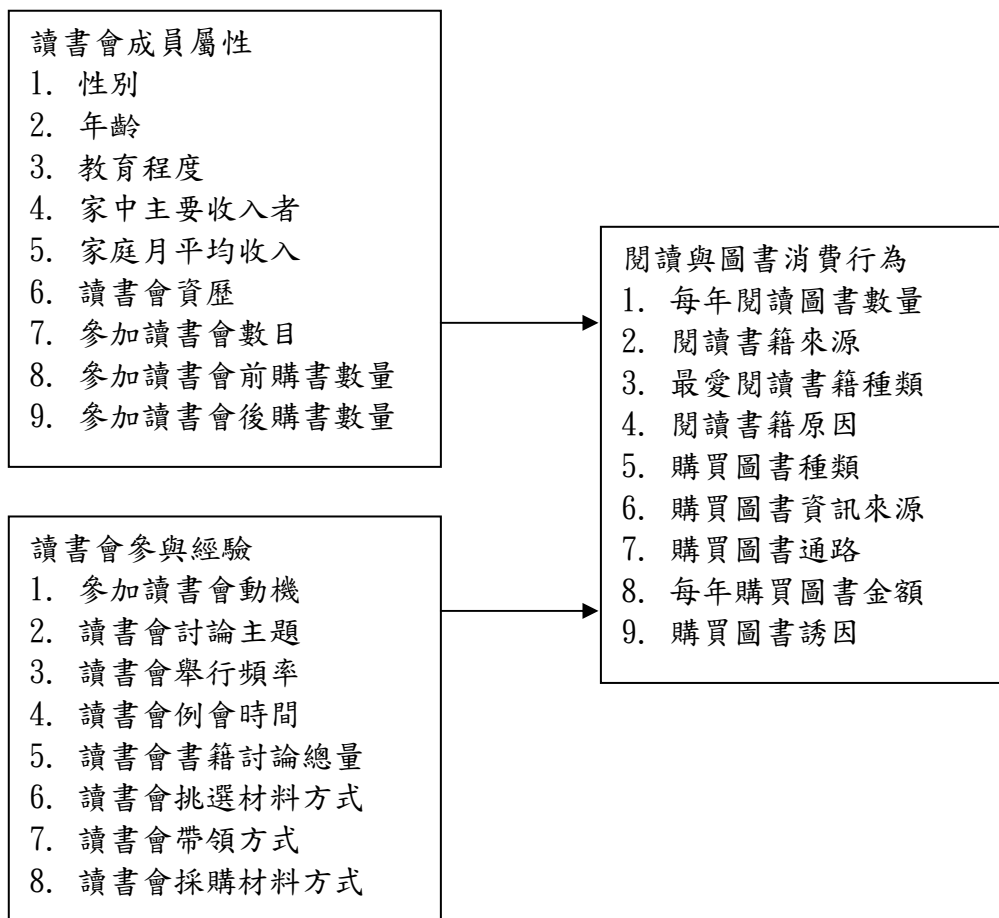 讀書會成員屬性
1. 性別
2. 年齡
3. 教育程度
4. 家中主要收入者
5. 家庭月平均收入
6. 讀書會資歷
7. 參加讀書會數目
8. 參加讀書會前購書數量
9. 參加讀書會後購書數量
讀書會參與經驗
1. 參加讀書會動機
2. 讀書會討論主題
3. 讀書會舉行頻率
4. 讀書會例會時間
5. 讀書會書籍討論總量
6. 讀書會挑選材料方式
7. 讀書會帶領方式
8. 讀書會採購材料方式
閱讀與圖書消費行為
1. 每年閱讀圖書數量
2. 閱讀書籍來源
3. 最愛閱讀書籍種類
4. 閱讀書籍原因
5. 購買圖書種類
6. 購買圖書資訊來源
7. 購買圖書通路
8. 每年購買圖書金額
9. 購買圖書誘因